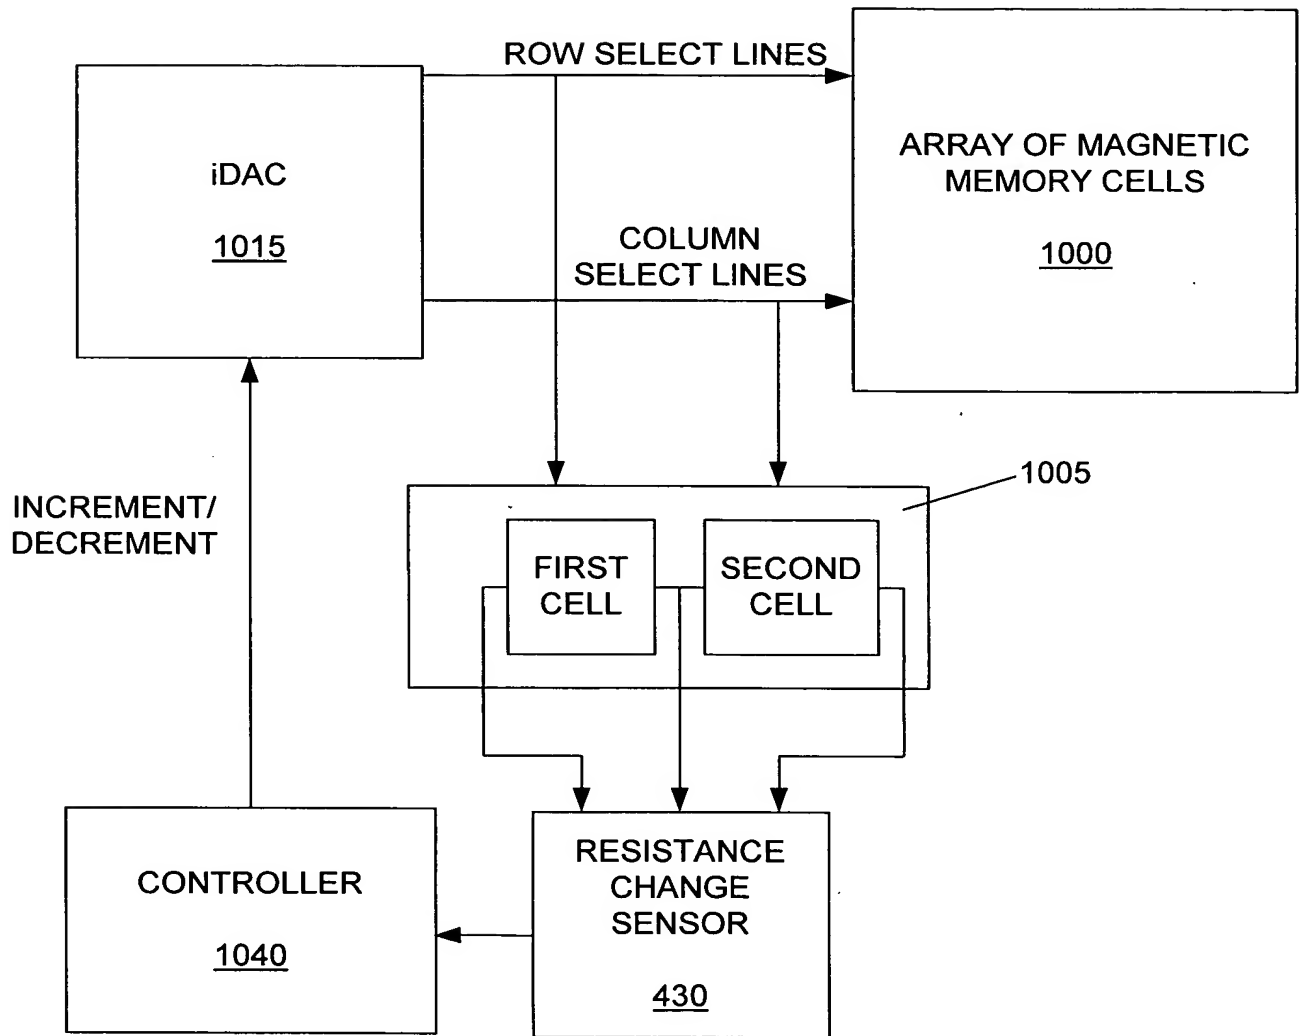 ROW SELECT LINES
iDAC
1015
ARRAY OF MAGNETIC
MEMORY CELLS
1000
COLUMN
SELECT LINES
1005
INCREMENT/
DECREMENT
FIRST
CELL
SECOND
CELL
CONTROLLER
1040
RESISTANCE
CHANGE
SENSOR
430